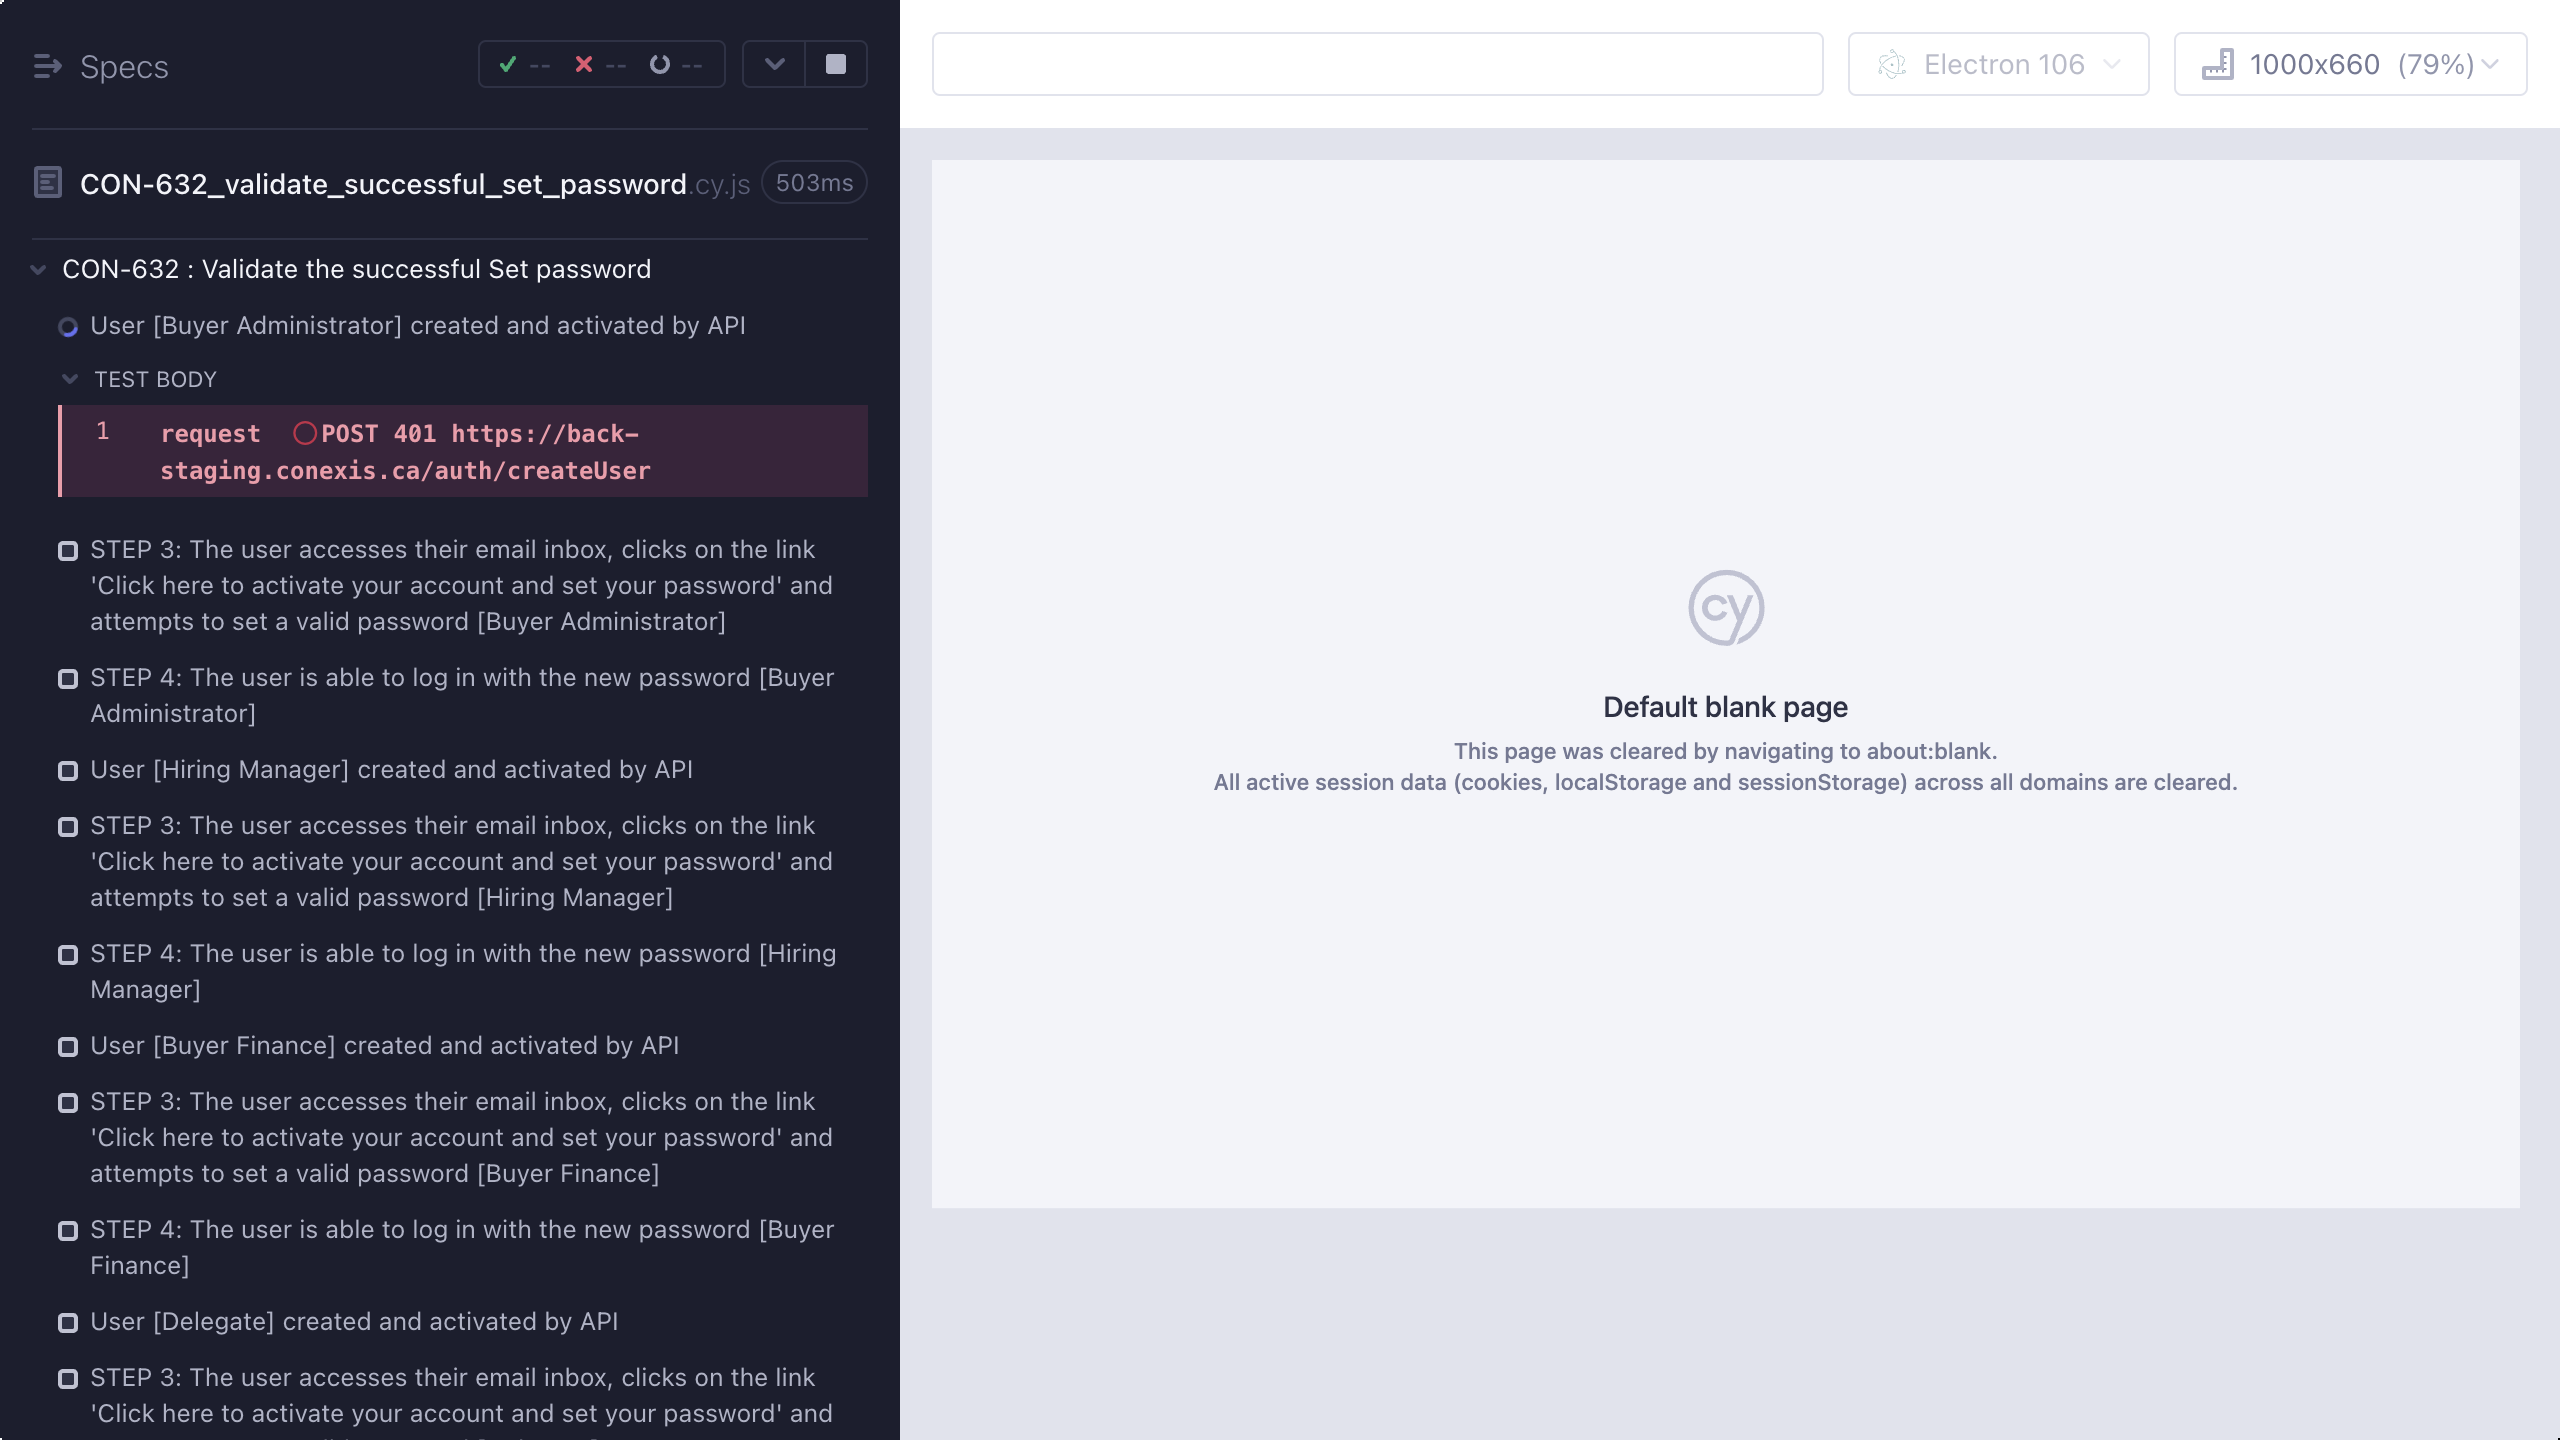 Specs
-- -- --
CON-632_validate_successful_set_password.cy.js 503ms
CON-632 : Validate the successful Set password
User [Buyer Administrator] created and activated by API
TEST BODY
1 request POST 401 https://back-
staging.conexis.ca/auth/createUser
STEP 3: The user accesses their email inbox, clicks on the link
'Click here to activate your account and set your password' and
attempts to set a valid password [Buyer Administrator]
STEP 4: The user is able to log in with the new password [Buyer
Administrator]
User [Hiring Manager] created and activated by API
STEP 3: The user accesses their email inbox, clicks on the link
'Click here to activate your account and set your password' and
attempts to set a valid password [Hiring Manager]
STEP 4: The user is able to log in with the new password [Hiring
Manager]
User [Buyer Finance] created and activated by API
STEP 3: The user accesses their email inbox, clicks on the link
'Click here to activate your account and set your password' and
attempts to set a valid password [Buyer Finance]
STEP 4: The user is able to log in with the new password [Buyer
Finance]
User [Delegate] created and activated by API
STEP 3: The user accesses their email inbox, clicks on the link
'Click here to activate your account and set your password' and
Electron 106
1000x660 (79%)
cy
Default blank page
This page was cleared by navigating to about:blank.
All active session data (cookies, localStorage and sessionStorage) across all domains are cleared.